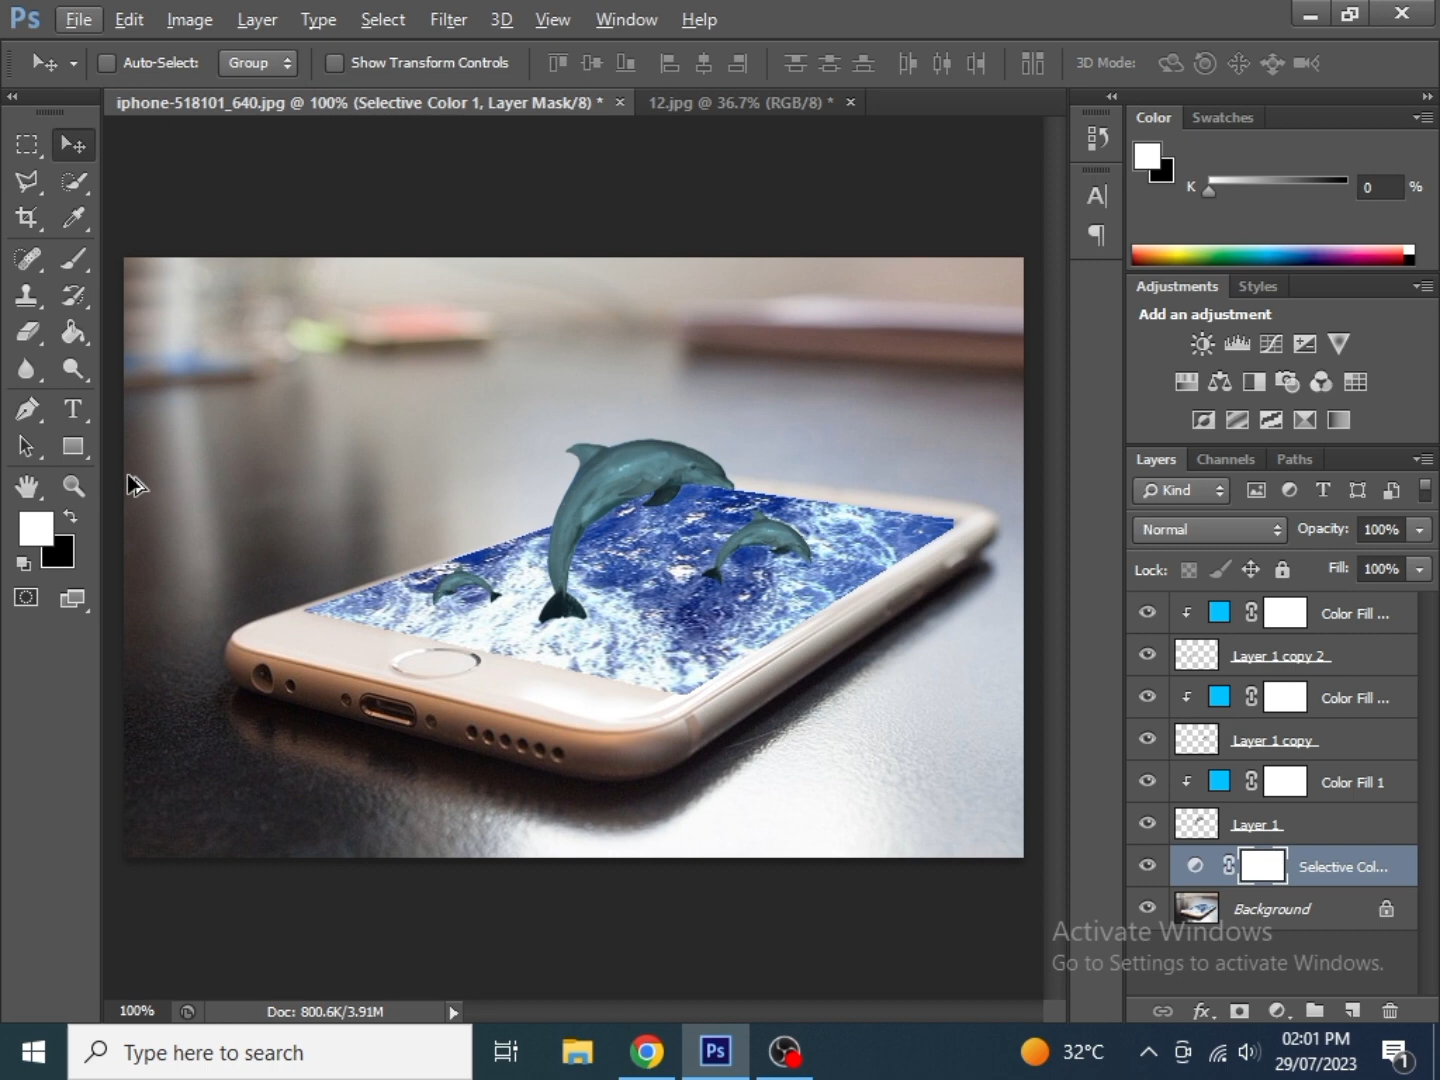 Ps File Edit Image Layer Type Select Filter 3D View Window Help
Auto-Select: Group Show Transform Controls 3D Mode:
iphone-518101_640.jpg @ 100% (Selective Color 1, Layer Mask/8) * × 12.jpg @ 36.7% (RGB/8) * ×
Color Swatches
K 0 %
Adjustments Styles
Add an adjustment
Layers Channels Paths
Kind
Normal Opacity: 100%
Lock: Fill: 100%
Color Fill ...
Layer 1 copy 2
Color Fill ...
Layer 1 copy
Color Fill 1
Layer 1
Selective Col...
Background
Activate Windows
Go to Settings to activate Windows.
100% Doc: 800.6K/3.91M
Type here to search
Ps
32°C
02:01 PM
29/07/2023
1